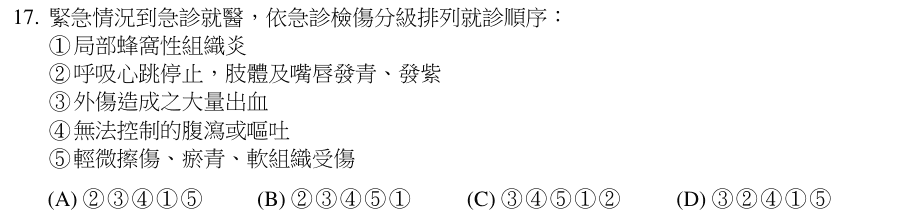 17. 緊急情況到急診就醫，依急診檢傷分級排列就診順序：
①局部蜂窩性組織炎
②呼吸心跳停止，肢體及嘴唇發青、發紫
③外傷造成之大量出血
④無法控制的腹瀉或嘔吐
⑤輕微擦傷、瘀青、軟組織受傷
(A) ②③④①⑤ (B) ②③④⑤① (C) ③④⑤①② (D) ③②④①⑤